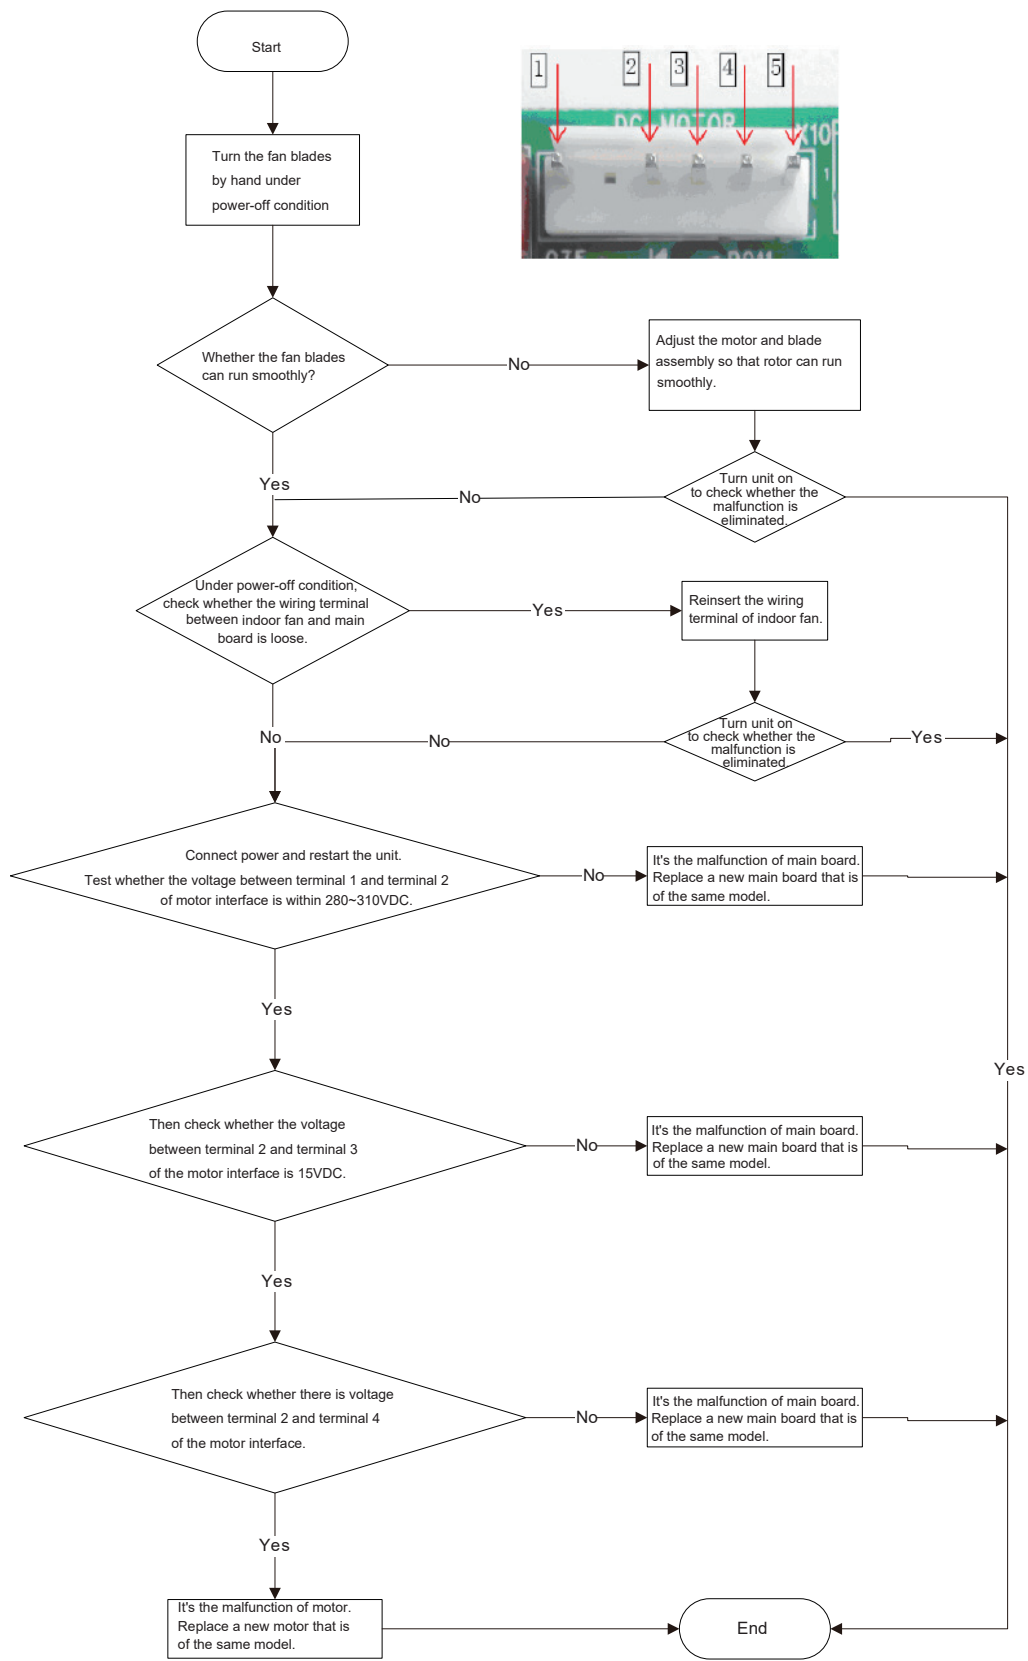 Start
1
2
3
4
5
DC-MOTOR
X10
1
Turn the fan blades
by hand under
power-off condition
Whether the fan blades
can run smoothly?
No
Adjust the motor and blade
assembly so that rotor can run
smoothly.
Yes
No
Turn unit on
to check whether the
malfunction is
eliminated.
Under power-off condition,
check whether the wiring terminal
between indoor fan and main
board is loose.
Yes
Reinsert the wiring
terminal of indoor fan.
No
No
Turn unit on
to check whether the
malfunction is
eliminated.
Yes
Connect power and restart the unit.
Test whether the voltage between terminal 1 and terminal 2
of motor interface is within 280~310VDC.
No
It's the malfunction of main board.
Replace a new main board that is
of the same model.
Yes
Yes
Then check whether the voltage
between terminal 2 and terminal 3
of the motor interface is 15VDC.
No
It's the malfunction of main board.
Replace a new main board that is
of the same model.
Yes
Then check whether there is voltage
between terminal 2 and terminal 4
of the motor interface.
No
It's the malfunction of main board.
Replace a new main board that is
of the same model.
Yes
It's the malfunction of motor.
Replace a new motor that is
of the same model.
End